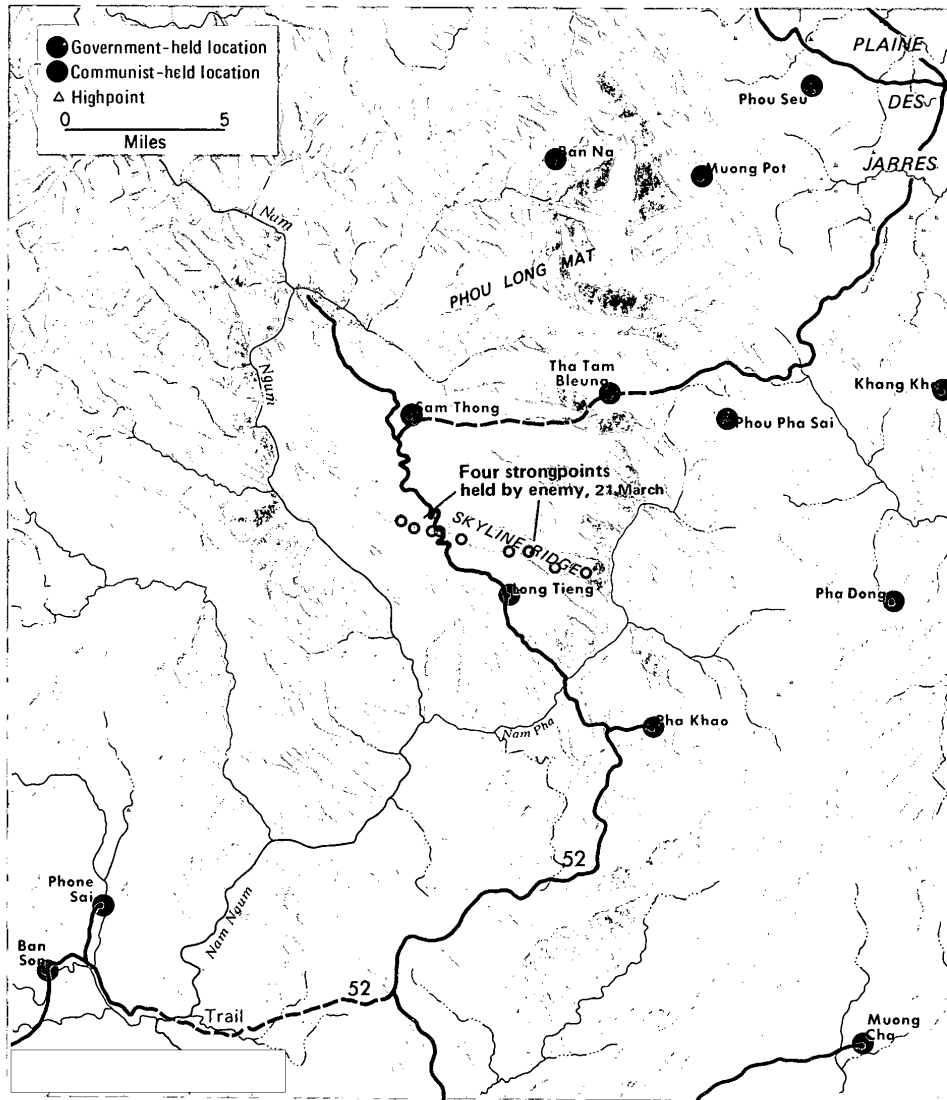 Government-held location
Communist-held location
Highpoint
0 5
Miles
PLAINE
DES
JARRES
Phou Seu
Ban Na
Muong Pot
Nam
PHOU LONG MAT
Ngum
Tha Tam
Bleung
Khang Kho
Sam Thong
Phou Pha Sai
Four strongpoints
held by enemy, 21 March
SKYLINE RIDGE
Long Tieng
Pha Dong
Nam Pha
Pha Khao
52
Phone
Sai
Nam Ngum
Ban
Son
52
Trail
Muong
Cha